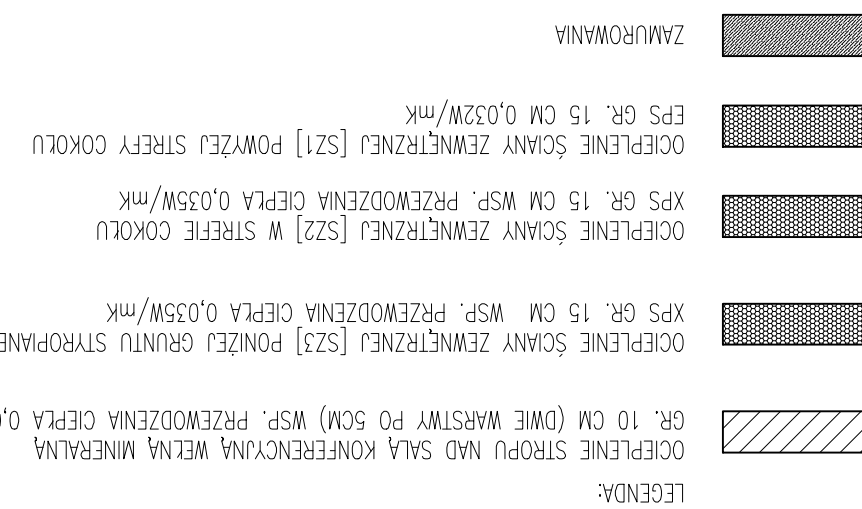 LEGENDA:
OCIEPLENIE STROPU NAD SALĄ KONFERENCYJNĄ WEŁNĄ MINERALNĄ
GR. 10 CM (DWIE WARSTWY PO 5CM) WSP. PRZEWODZENIA CIEPŁA 0,0
OCIEPLENIE ŚCIANY ZEWNĘTRZNEJ [SZ3] PONIŻEJ GRUNTU STYROPIANE
XPS GR. 15 CM WSP. PRZEWODZENIA CIEPŁA 0,035W/mK
OCIEPLENIE ŚCIANY ZEWNĘTRZNEJ [SZ2] W STREFIE COKOŁU
XPS GR. 15 CM WSP. PRZEWODZENIA CIEPŁA 0,035W/mK
OCIEPLENIE ŚCIANY ZEWNĘTRZNEJ [SZ1] POWYŻEJ STREFY COKOŁU
EPS GR. 15 CM 0,032W/mK
ZAMUROWANIA